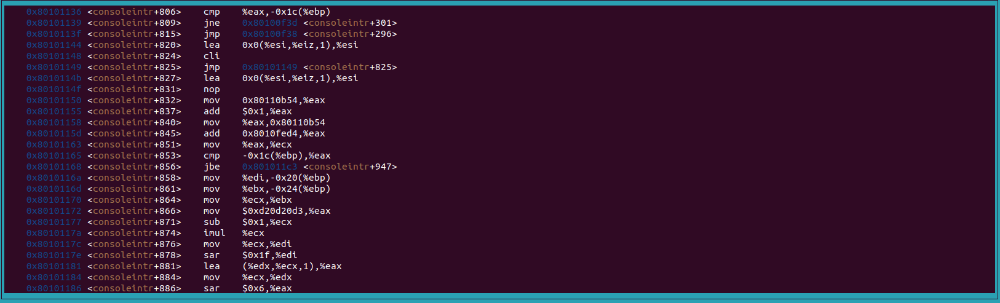 0x80101136 <consoleintr+806> cmp %eax,-0x1c(%ebp)
0x80101139 <consoleintr+809> jne 0x80100f3d <consoleintr+301>
0x8010113f <consoleintr+815> jmp 0x80100f38 <consoleintr+296>
0x80101144 <consoleintr+820> lea 0x0(%esi,%eiz,1),%esi
0x80101148 <consoleintr+824> cli
0x80101149 <consoleintr+825> jmp 0x80101149 <consoleintr+825>
0x8010114b <consoleintr+827> lea 0x0(%esi,%eiz,1),%esi
0x8010114f <consoleintr+831> nop
0x80101150 <consoleintr+832> mov 0x80110b54,%eax
0x80101155 <consoleintr+837> add $0x1,%eax
0x80101158 <consoleintr+840> mov %eax,0x80110b54
0x8010115d <consoleintr+845> add 0x8010fed4,%eax
0x80101163 <consoleintr+851> mov %eax,%ecx
0x80101165 <consoleintr+853> cmp -0x1c(%ebp),%eax
0x80101168 <consoleintr+856> jbe 0x801011c3 <consoleintr+947>
0x8010116a <consoleintr+858> mov %edi,-0x20(%ebp)
0x8010116d <consoleintr+861> mov %ebx,-0x24(%ebp)
0x80101170 <consoleintr+864> mov %ecx,%ebx
0x80101172 <consoleintr+866> mov $0xd20d20d3,%eax
0x80101177 <consoleintr+871> sub $0x1,%ecx
0x8010117a <consoleintr+874> imul %ecx
0x8010117c <consoleintr+876> mov %ecx,%edi
0x8010117e <consoleintr+878> sar $0x1f,%edi
0x80101181 <consoleintr+881> lea (%edx,%ecx,1),%eax
0x80101184 <consoleintr+884> mov %ecx,%edx
0x80101186 <consoleintr+886> sar $0x6,%eax